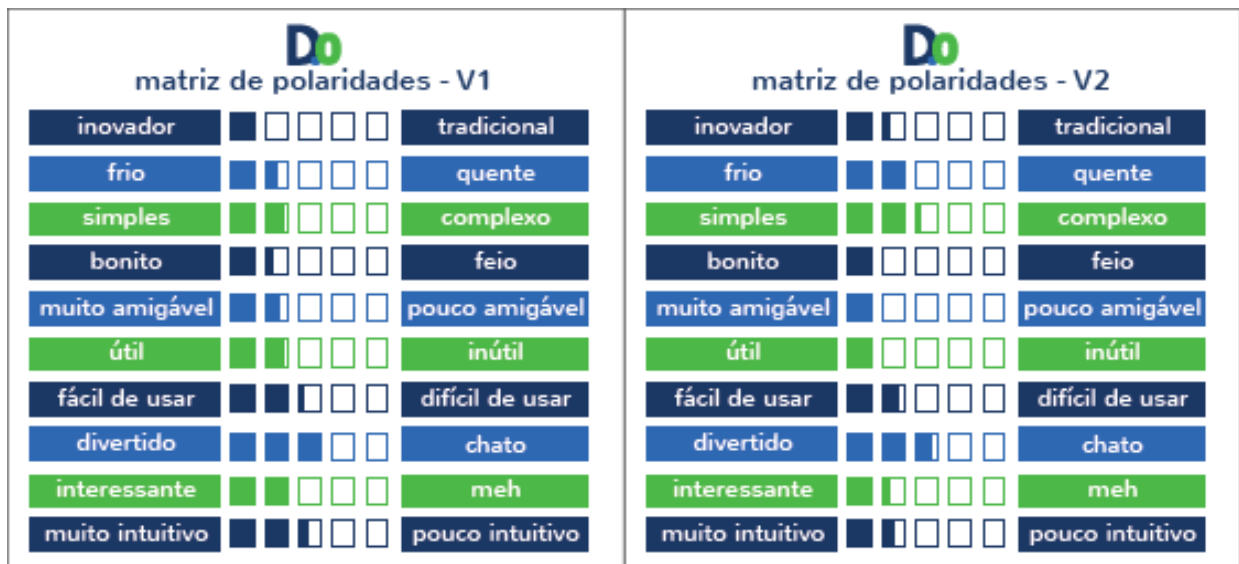 Do
matriz de polaridades - V1
inovador tradicional
frio quente
simples complexo
bonito feio
muito amigável pouco amigável
útil inútil
fácil de usar difícil de usar
divertido chato
interessante meh
muito intuitivo pouco intuitivo
Do
matriz de polaridades - V2
inovador tradicional
frio quente
simples complexo
bonito feio
muito amigável pouco amigável
útil inútil
fácil de usar difícil de usar
divertido chato
interessante meh
muito intuitivo pouco intuitivo